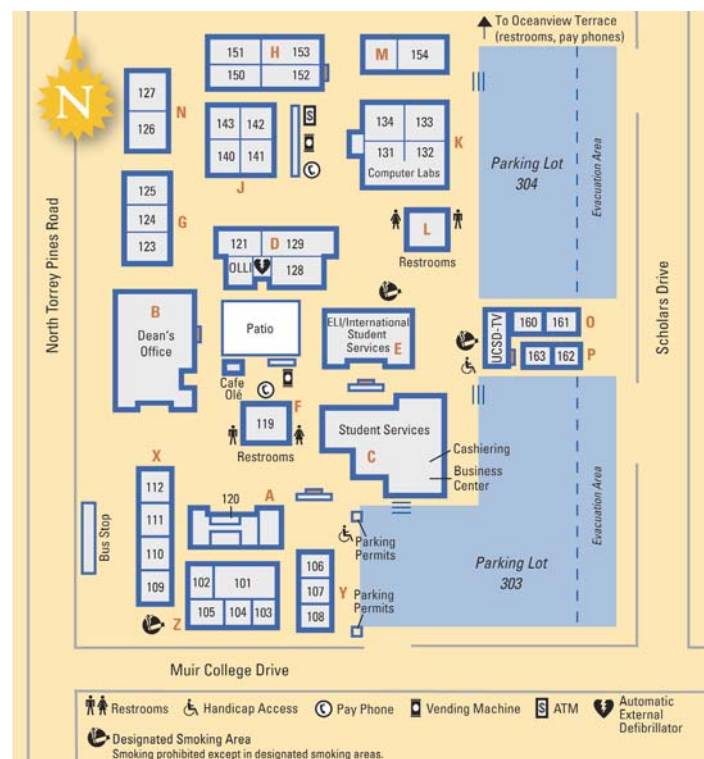 To Oceanview Terrace
(restrooms, pay phones)
N
151
H
153
150
152
M
154
127
126
N
143
142
140
141
J
$
134
133
131
132
Computer Labs
K
Parking Lot
304
Evacuation Area
North Torrey Pines Road
Scholars Drive
125
124
123
G
121
D
129
OLLI
128
L
Restrooms
B
Dean's
Office
Patio
ELI/International
Student
Services
E
UCSD-TV
160
161
O
163
162
P
Cafe
Olé
F
119
Restrooms
Student Services
C
Cashiering
Business
Center
X
112
111
110
109
Bus Stop
120
A
Parking
Permits
Parking Lot
303
Evacuation Area
102
101
105
104
103
Z
106
107
108
Y
Parking
Permits
Muir College Drive
Restrooms
Handicap Access
Pay Phone
Vending Machine
$
ATM
Automatic
External
Defibrillator
Designated Smoking Area
Smoking prohibited except in designated smoking areas.